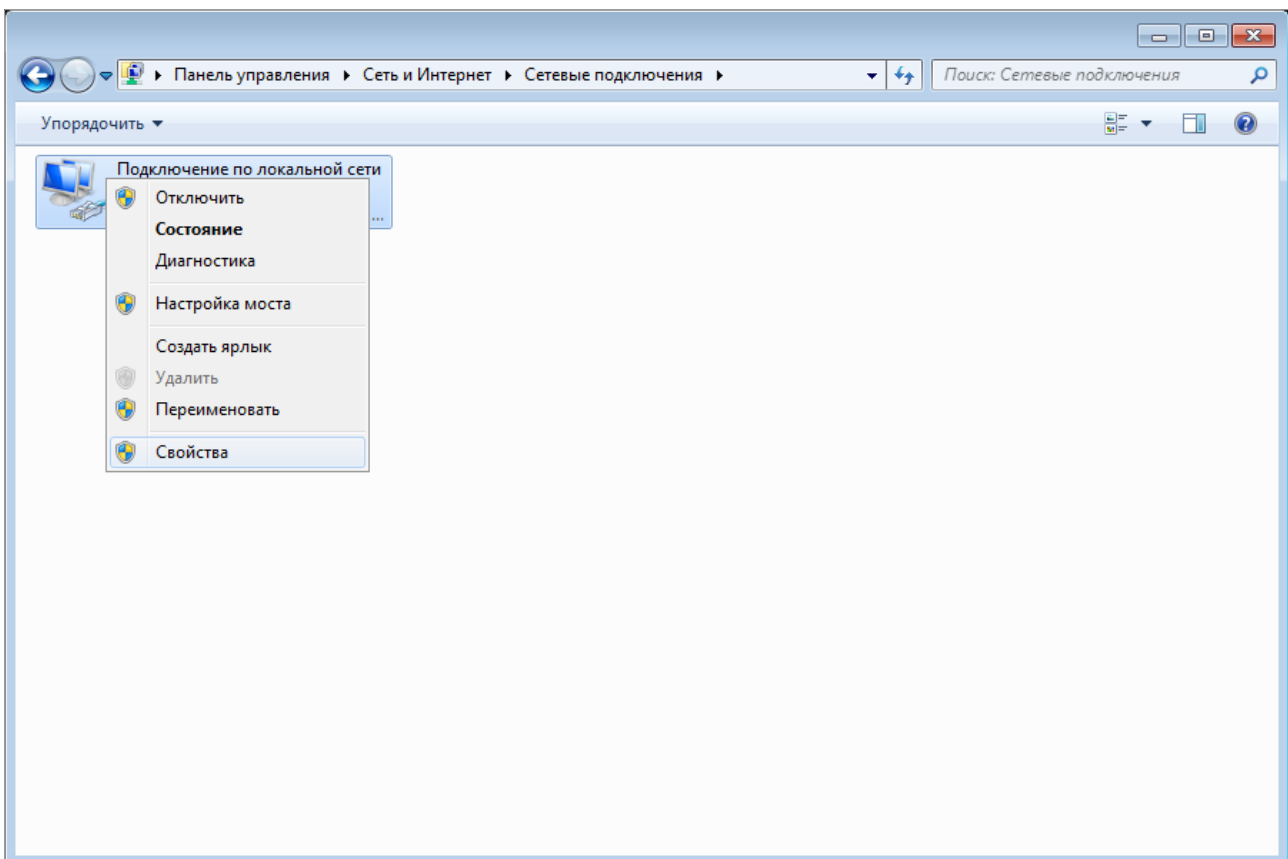 Панель управления Сеть и Интернет Сетевые подключения Поиск: Сетевые подключения
Упорядочить
Подключение по локальной сети
...
Отключить
Состояние
Диагностика
Настройка моста
Создать ярлык
Удалить
Переименовать
Свойства